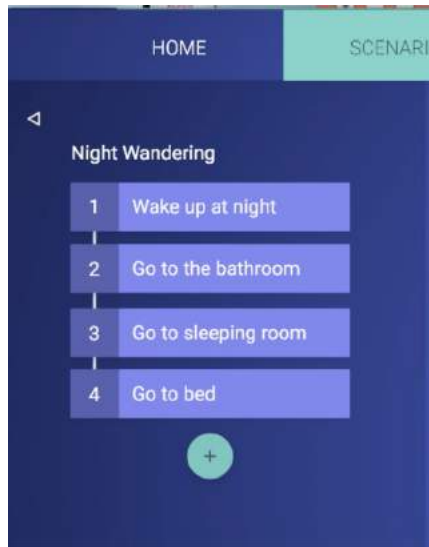 HOME
SCENARI
Night Wandering
1 Wake up at night
2 Go to the bathroom
3 Go to sleeping room
4 Go to bed
+